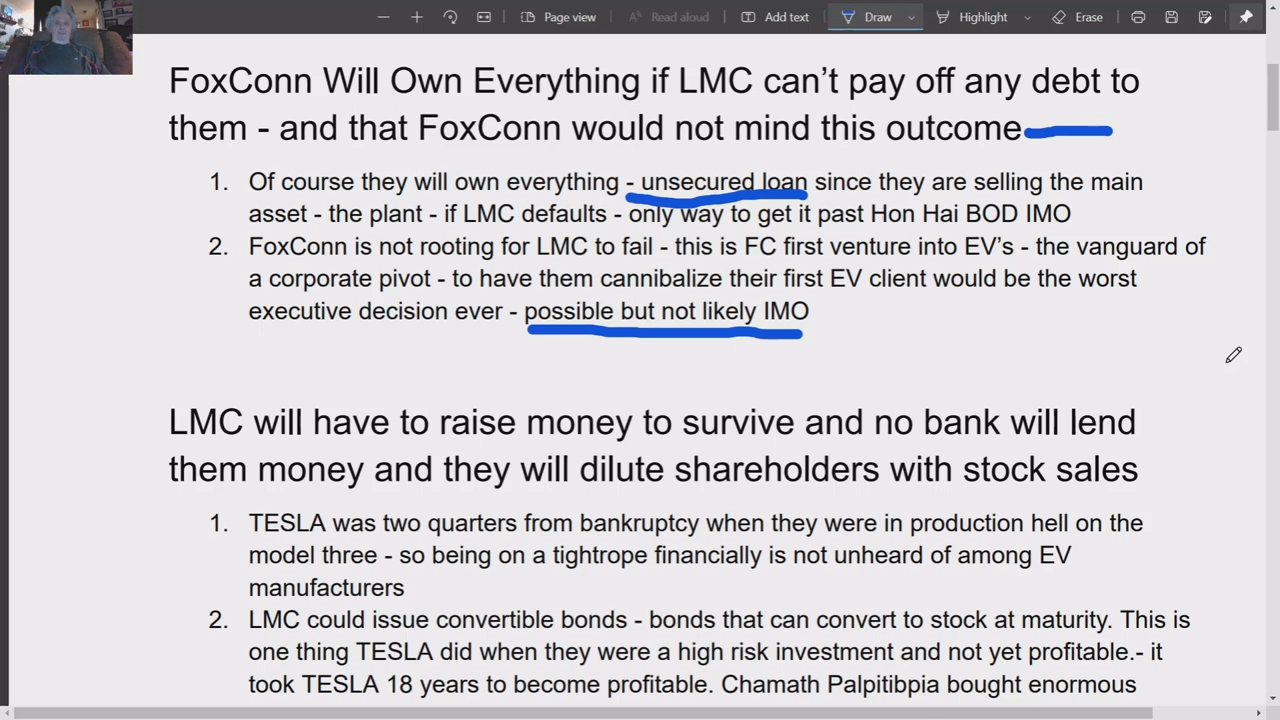 Page view
Read aloud
Add text
Draw
Highlight
Erase
FoxConn Will Own Everything if LMC can’t pay off any debt to
them - and that FoxConn would not mind this outcome
1. Of course they will own everything - unsecured loan since they are selling the main
asset - the plant - if LMC defaults - only way to get it past Hon Hai BOD IMO
2. FoxConn is not rooting for LMC to fail - this is FC first venture into EV’s - the vanguard of
a corporate pivot - to have them cannibalize their first EV client would be the worst
executive decision ever - possible but not likely IMO
LMC will have to raise money to survive and no bank will lend
them money and they will dilute shareholders with stock sales
1. TESLA was two quarters from bankruptcy when they were in production hell on the
model three - so being on a tightrope financially is not unheard of among EV
manufacturers
2. LMC could issue convertible bonds - bonds that can convert to stock at maturity. This is
one thing TESLA did when they were a high risk investment and not yet profitable.- it
took TESLA 18 years to become profitable. Chamath Palpitibpia bought enormous